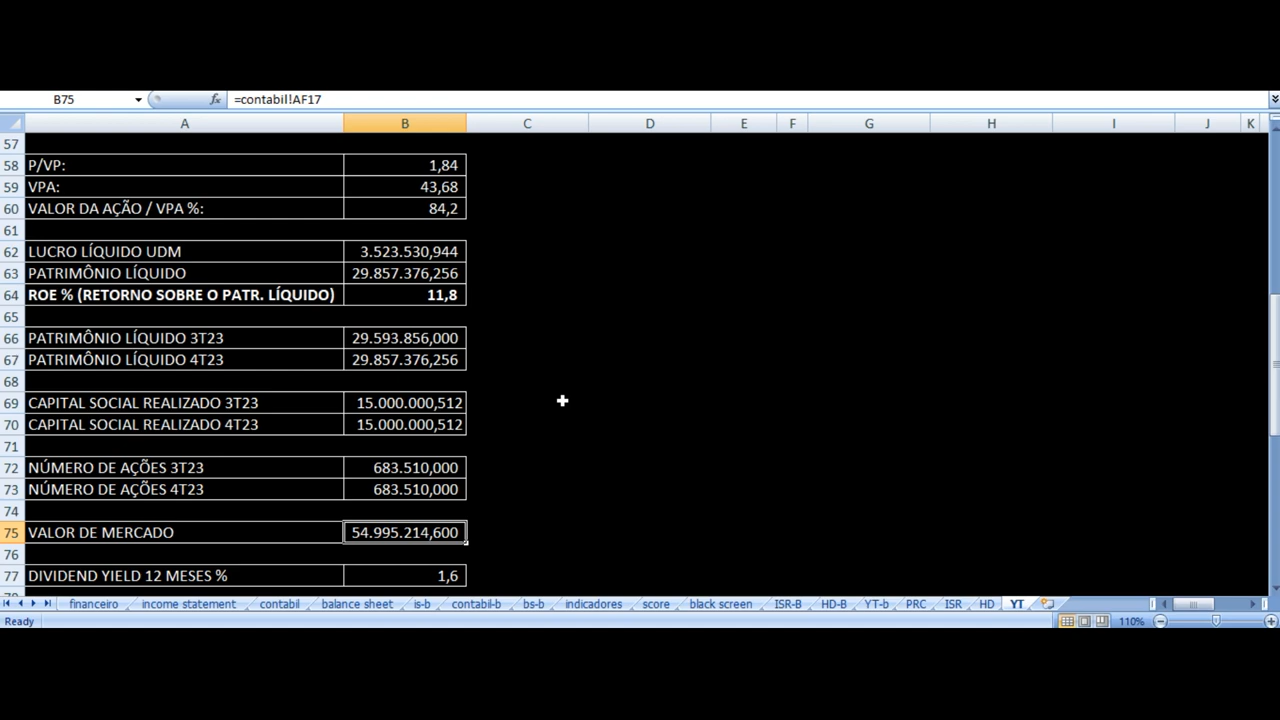 B75 fx =contabil!AF17
A B C D E F G H I J K
57
58 P/VP: 1,84
59 VPA: 43,68
60 VALOR DA AÇÃO / VPA %: 84,2
61
62 LUCRO LÍQUIDO UDM 3.523.530,944
63 PATRIMÔNIO LÍQUIDO 29.857.376,256
64 ROE % (RETORNO SOBRE O PATR. LÍQUIDO) 11,8
65
66 PATRIMÔNIO LÍQUIDO 3T23 29.593.856,000
67 PATRIMÔNIO LÍQUIDO 4T23 29.857.376,256
68
69 CAPITAL SOCIAL REALIZADO 3T23 15.000.000,512
70 CAPITAL SOCIAL REALIZADO 4T23 15.000.000,512
71
72 NÚMERO DE AÇÕES 3T23 683.510,000
73 NÚMERO DE AÇÕES 4T23 683.510,000
74
75 VALOR DE MERCADO 54.995.214,600
76
77 DIVIDEND YIELD 12 MESES % 1,6
financeiro income statement contabil balance sheet is-b contabil-b bs-b indicadores score black screen ISR-B HD-B YT-b PRC ISR HD YT
Ready 110%